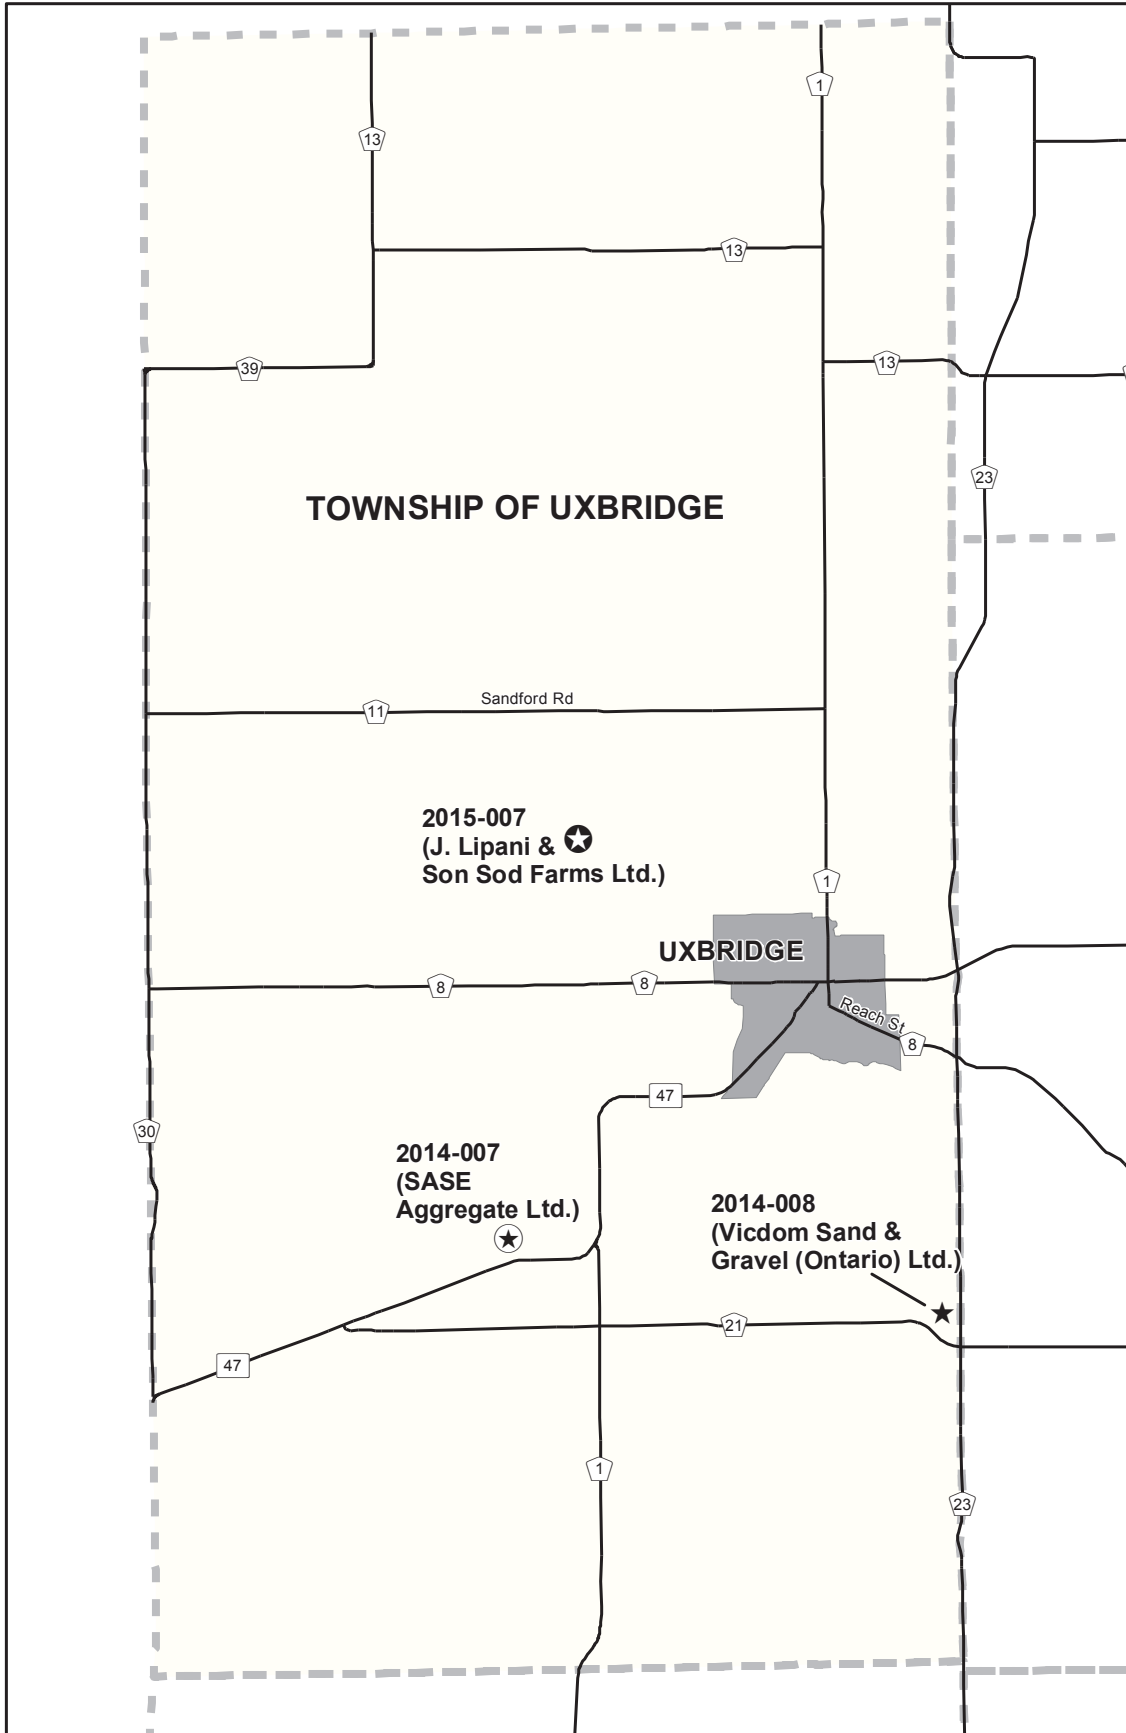 1
13
13
39
13
TOWNSHIP OF UXBRIDGE
23
Sandford Rd
11
2015-007
(J. Lipani &
Son Sod Farms Ltd.)
1
UXBRIDGE
8
8
Reach St
8
47
30
2014-007
(SASE
Aggregate Ltd.)
2014-008
(Vicdom Sand &
Gravel (Ontario) Ltd.)
21
47
1
23